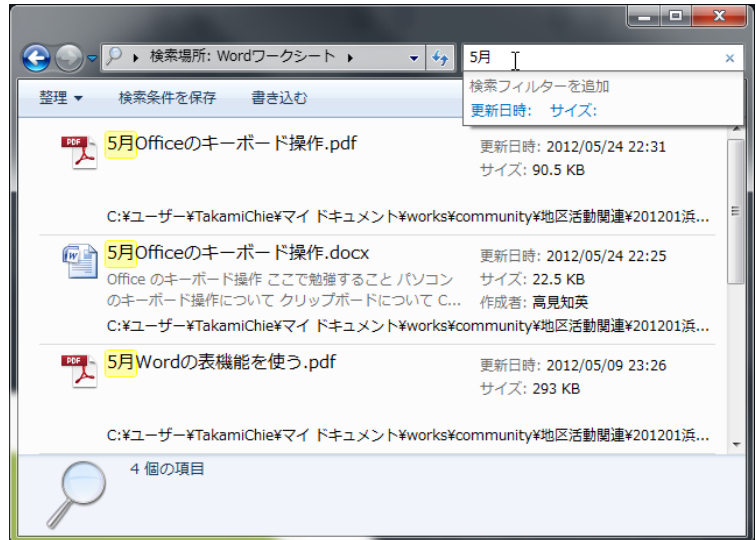 検索場所: Wordワークシート
5月
整理 検索条件を保存 書き込む
検索フィルターを追加
更新日時: サイズ:
5月Officeのキーボード操作.pdf
更新日時: 2012/05/24 22:31
サイズ: 90.5 KB
C:¥ユーザー¥TakamiChie¥マイ ドキュメント¥works¥community¥地区活動関連¥201201浜...
5月Officeのキーボード操作.docx
更新日時: 2012/05/24 22:25
Office のキーボード操作 ここで勉強すること パソコン
サイズ: 22.5 KB
のキーボード操作について クリップボードについて C...
作成者: 高見知英
C:¥ユーザー¥TakamiChie¥マイ ドキュメント¥works¥community¥地区活動関連¥201201浜...
5月Wordの表機能を使う.pdf
更新日時: 2012/05/09 23:26
サイズ: 293 KB
C:¥ユーザー¥TakamiChie¥マイ ドキュメント¥works¥community¥地区活動関連¥201201浜...
4 個の項目